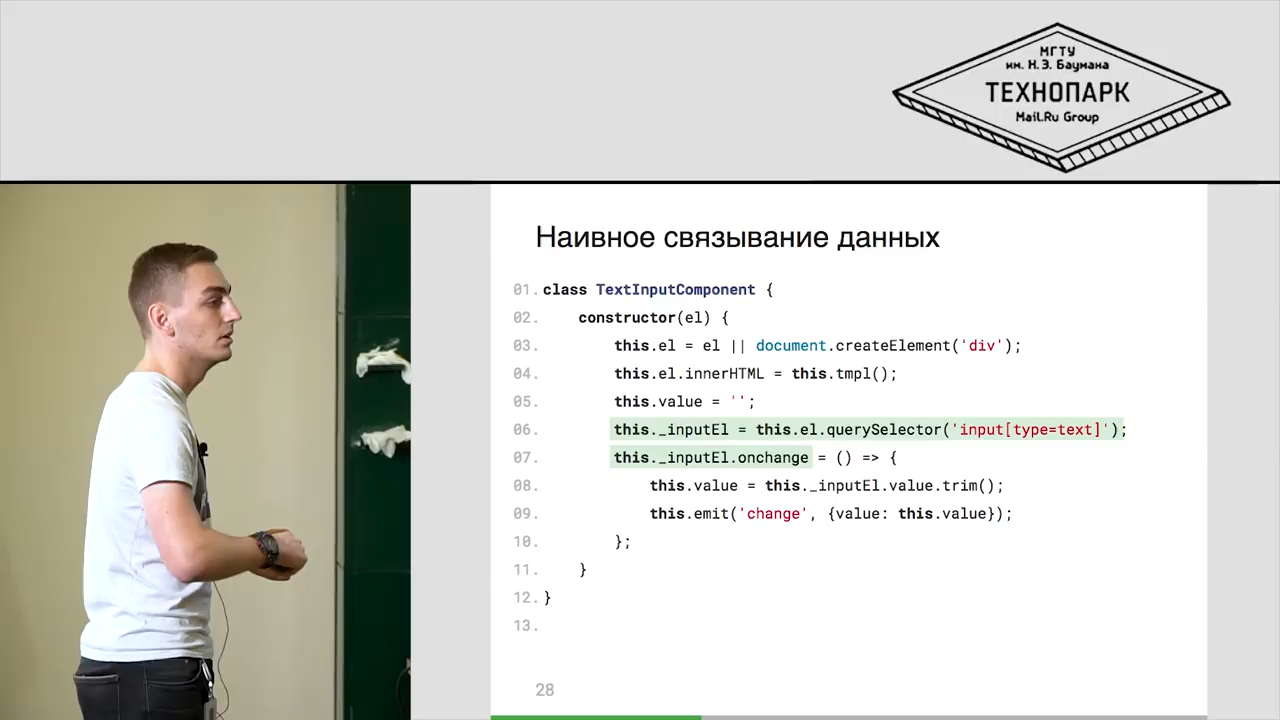 МГТУ
им. Н.Э. Баумана
ТЕХНОПАРК
Mail.Ru Group
Наивное связывание данных
01. class TextInputComponent {
02. constructor(el) {
03. this.el = el || document.createElement('div');
04. this.el.innerHTML = this.tmpl();
05. this.value = '';
06. this._inputEl = this.el.querySelector('input[type=text]');
07. this._inputEl.onchange = () => {
08. this.value = this._inputEl.value.trim();
09. this.emit('change', {value: this.value});
10. };
11. }
12. }
13.
28